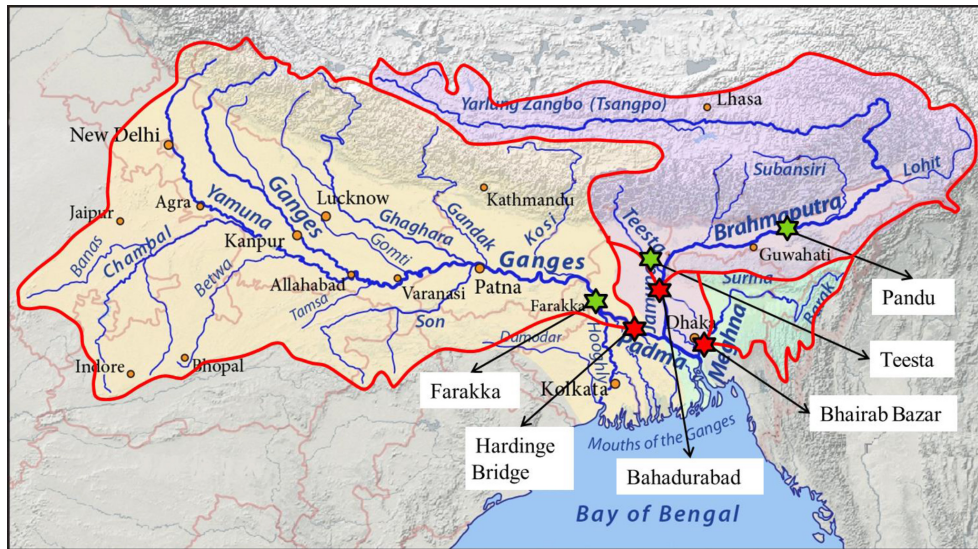 Yarlung Zangbo (Tsangpo)
Lhasa
New Delhi
Lohit
Subansiri
Lucknow
Kathmandu
Ganges
Yamuna
Agra
Jaipur
Teesta
Brahmaputra
Ghaghara
Gandak
Kosi
Banas
Chambal
Kanpur
Gomti
Guwahati
Ganges
Betwa
Allahabad
Varanasi
Patna
Surma
Barak
Pandu
Tamsa
Farakka
Jamuna
Son
Dhaka
Damodar
Hooghly
Padma
Meghna
Teesta
Indore
Bhopal
Kolkata
Farakka
Bhairab Bazar
Hardinge
Bridge
Mouths of the Ganges
Bahadurabad
Bay of Bengal